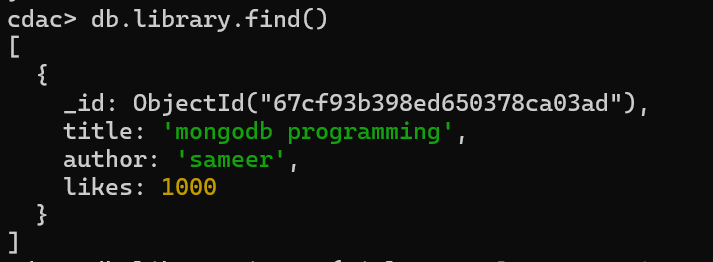 cdac> db.library.find()
[
  {
    _id: ObjectId("67cf93b398ed650378ca03ad"),
    title: 'mongodb programming',
    author: 'sameer',
    likes: 1000
  }
]